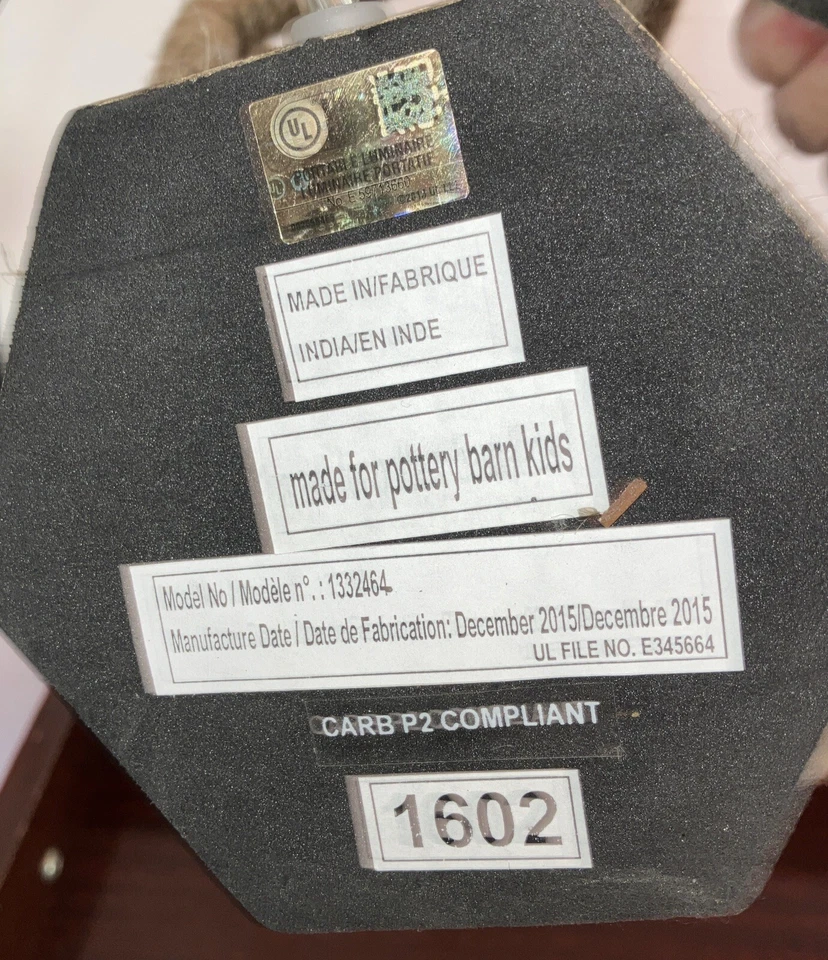 UL
PORTABLE LUMINAIRE
LUMINAIRE PORTATIF
MADE IN/FABRIQUE
INDIA/EN INDE
made for pottery barn kids
Model No / Modèle n°. : 1332464
Manufacture Date / Date de Fabrication: December 2015/Decembre 2015
UL FILE NO. E345664
CARB P2 COMPLIANT
1602